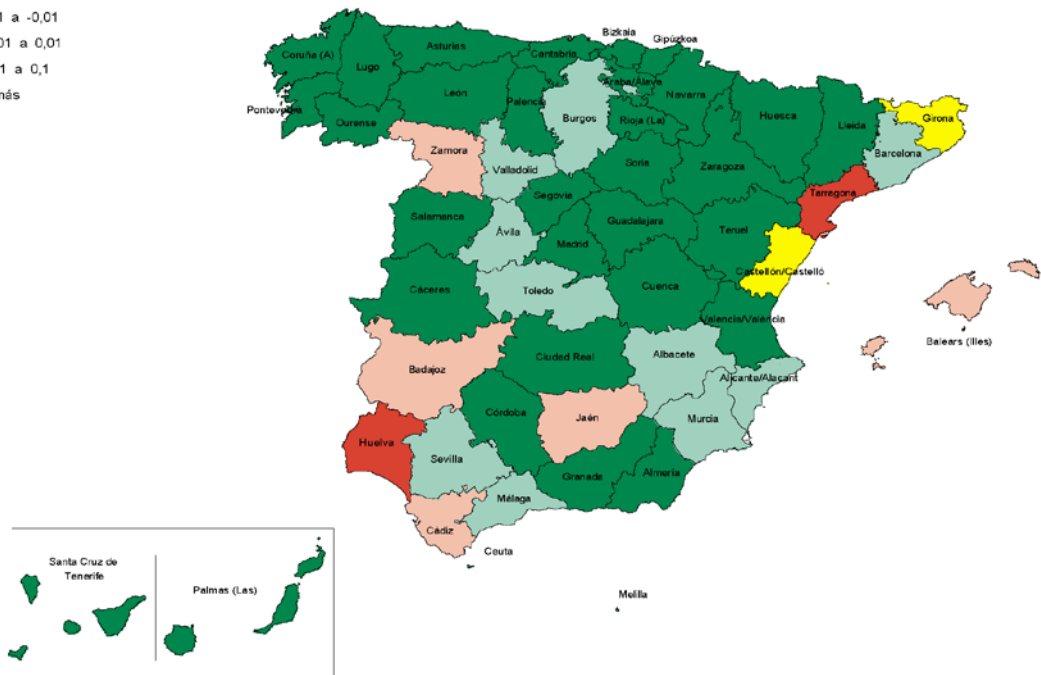 1 a -0,01
01 a 0,01
1 a 0,1
más
Bizkaia
Gipúzkoa
Coruña (A)
Lugo
Asturias
Cantabria
Araba/Álava
Navarra
Pontevedra
Ourense
León
Palencia
Burgos
Rioja (La)
Huesca
Lleida
Girona
Barcelona
Zamora
Valladolid
Soria
Zaragoza
Tarragona
Salamanca
Segovia
Ávila
Madrid
Guadalajara
Teruel
Castellón/Castelló
Cáceres
Toledo
Cuenca
Valencia/València
Balears (Illes)
Badajoz
Ciudad Real
Albacete
Alicante/Alacant
Huelva
Córdoba
Jaén
Murcia
Sevilla
Granada
Almería
Málaga
Cádiz
Ceuta
Melilla
Santa Cruz de
Tenerife
Palmas (Las)